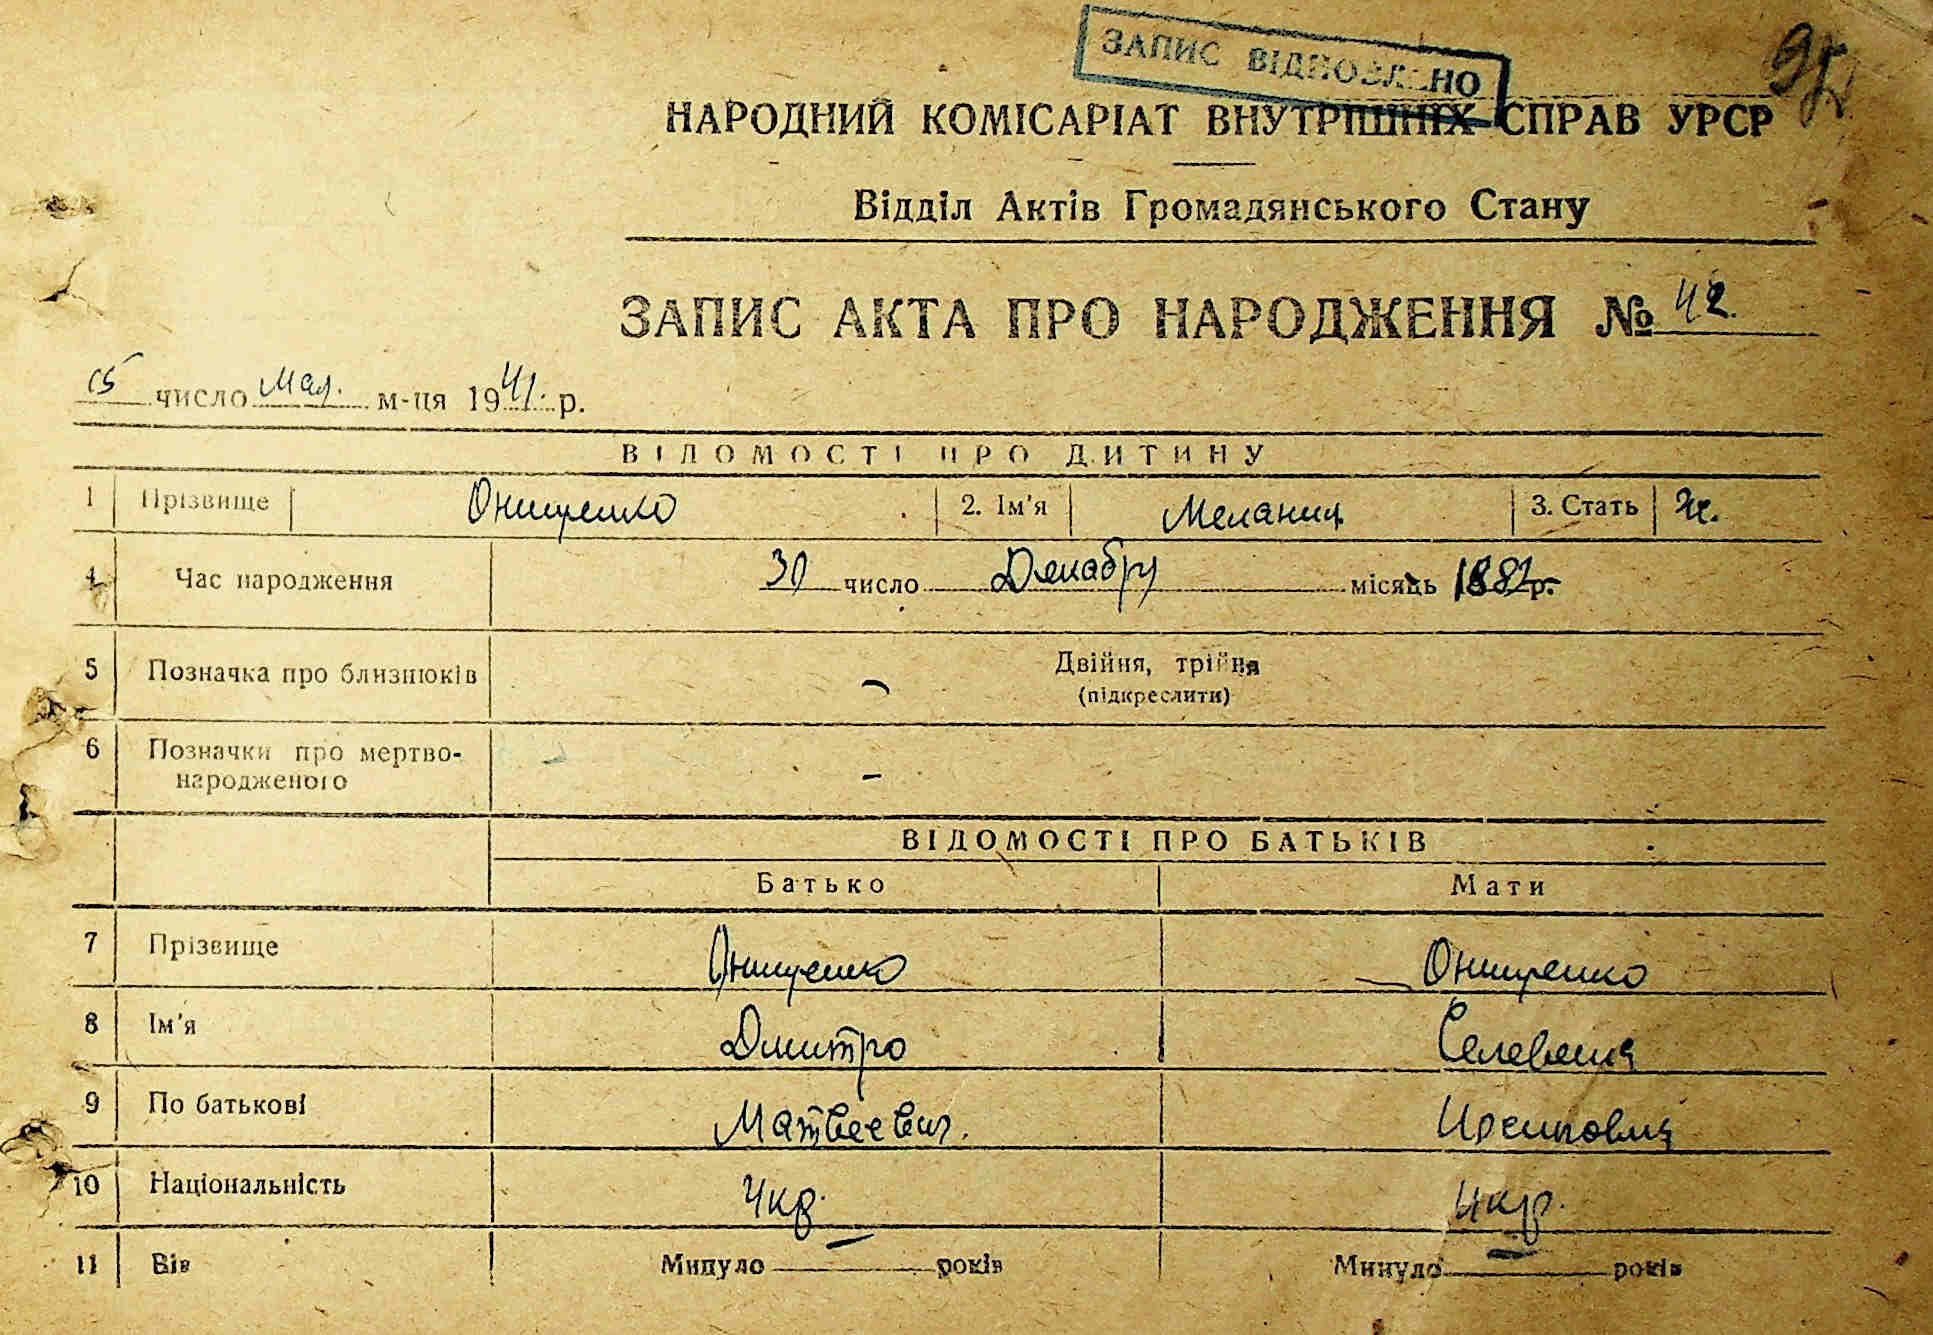 ЗАПИС ВІДНОВЛЕНО
НАРОДНИЙ КОМІСАРІАТ ВНУТРІШНІХ СПРАВ УРСР
Відділ Актів Громадянського Стану
ЗАПИС АКТА ПРО НАРОДЖЕННЯ № 42.
15 число мая. м-ця 1941. р.
ВІДОМОСТІ ПРО ДИТИНУ
1 Прізвище Онищенко 2. Ім'я Мелания 3. Стать Ж.
4 Час народження 30 число Декабря місяць 1882 р.
5 Позначка про близнюків – Двійня, трійня
(підкреслити)
6 Позначки про мертво-
народженого –
ВІДОМОСТІ ПРО БАТЬКІВ
Батько Мати
7 Прізвище Онищенко Онищенко
8 Ім'я Дмитро
9 По батькові Матвеевич.
10 Національність Укр. Укр.
11 Вік Минуло – років Минуло – років